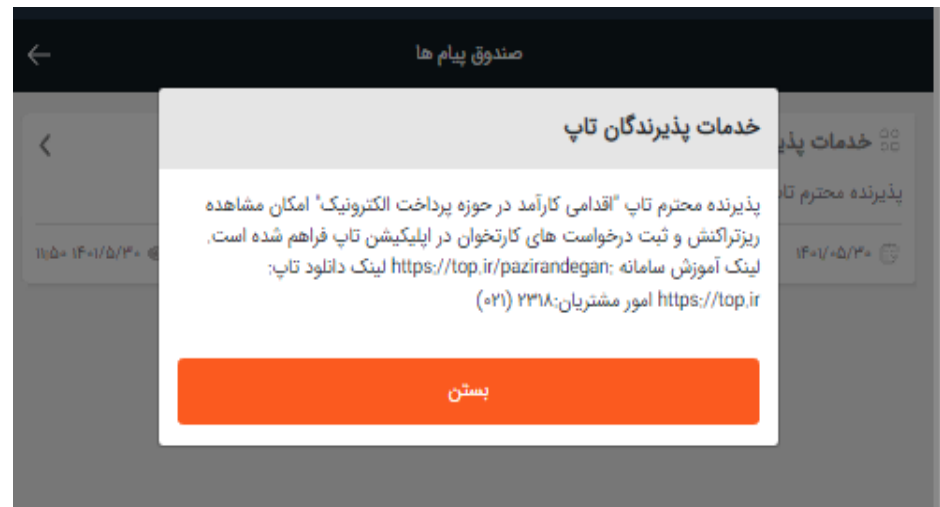 صندوق پیام ها
خدمات پذیرندگان تاپ
پذیرنده محترم تاپ "اقدامی کارآمد در حوزه پرداخت الکترونیک" امکان مشاهده
ریزتراکنش و ثبت درخواست های کارتخوان در اپلیکیشن تاپ فراهم شده است.
لینک آموزش سامانه :https://top.ir/pazirandegan لینک دانلود تاپ:
https://top.ir امور مشتریان:۲۳۱۸ (۰۲۱)
بستن
خدمات پذی
پذیرنده محترم تا
۱۴۰۱/۰۵/۳۰
۱۱:۵۰ ۱۴۰۱/۵/۳۰